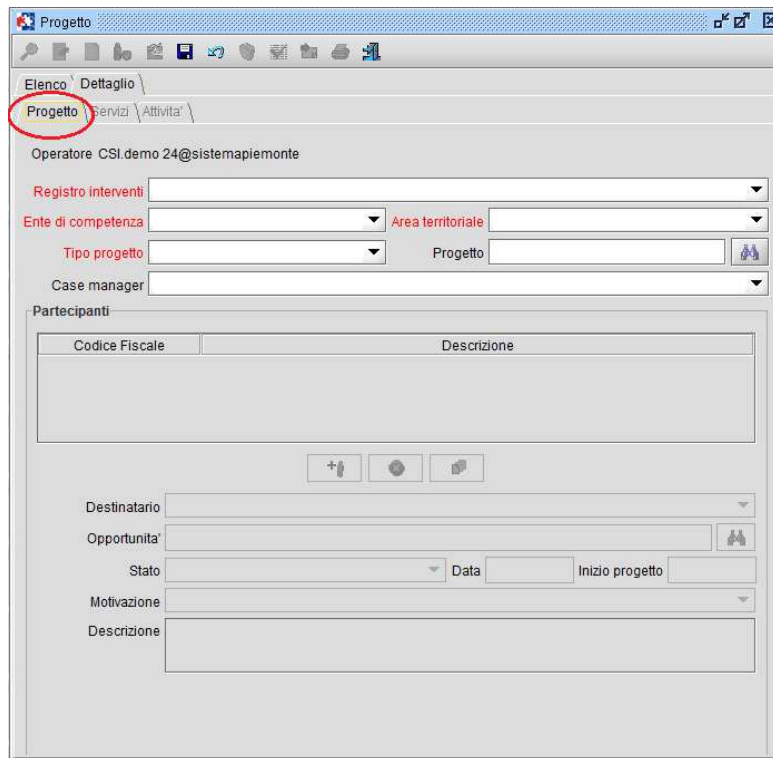 Progetto
Elenco Dettaglio
Progetto Servizi Attivita'
Operatore CSI.demo 24@sistemapiemonte
Registro interventi
Ente di competenza Area territoriale
Tipo progetto Progetto
Case manager
Partecipanti
Codice Fiscale Descrizione
Destinatario
Opportunita'
Stato Data Inizio progetto
Motivazione
Descrizione